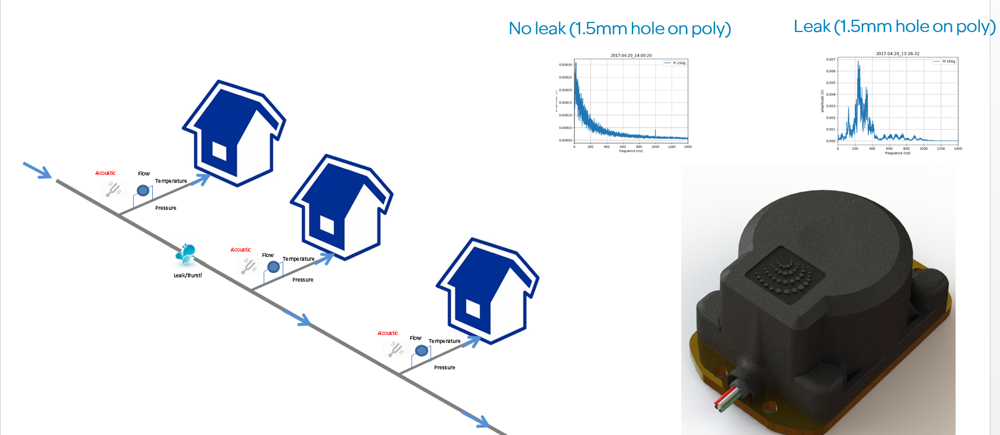 No leak (1.5mm hole on poly)
Leak (1.5mm hole on poly)
2017-04-20_14-00-20
PI 150g
0.00030
0.00025
0.00020
0.00015
0.00010
0.00005
0.00000
0 200 400 600 800 1000 1200 1400
frequence (Hz)
2017-04-20_13-26-32
PI 150g
amplitude (V)
0.007
0.006
0.005
0.004
0.003
0.002
0.001
0.000
0 200 400 600 800 1000 1200 1400
frequence (Hz)
Acoustic
Flow
Temperature
Pressure
Leak/Burst!
Acoustic
Flow
Temperature
Pressure
Acoustic
Flow
Temperature
Pressure